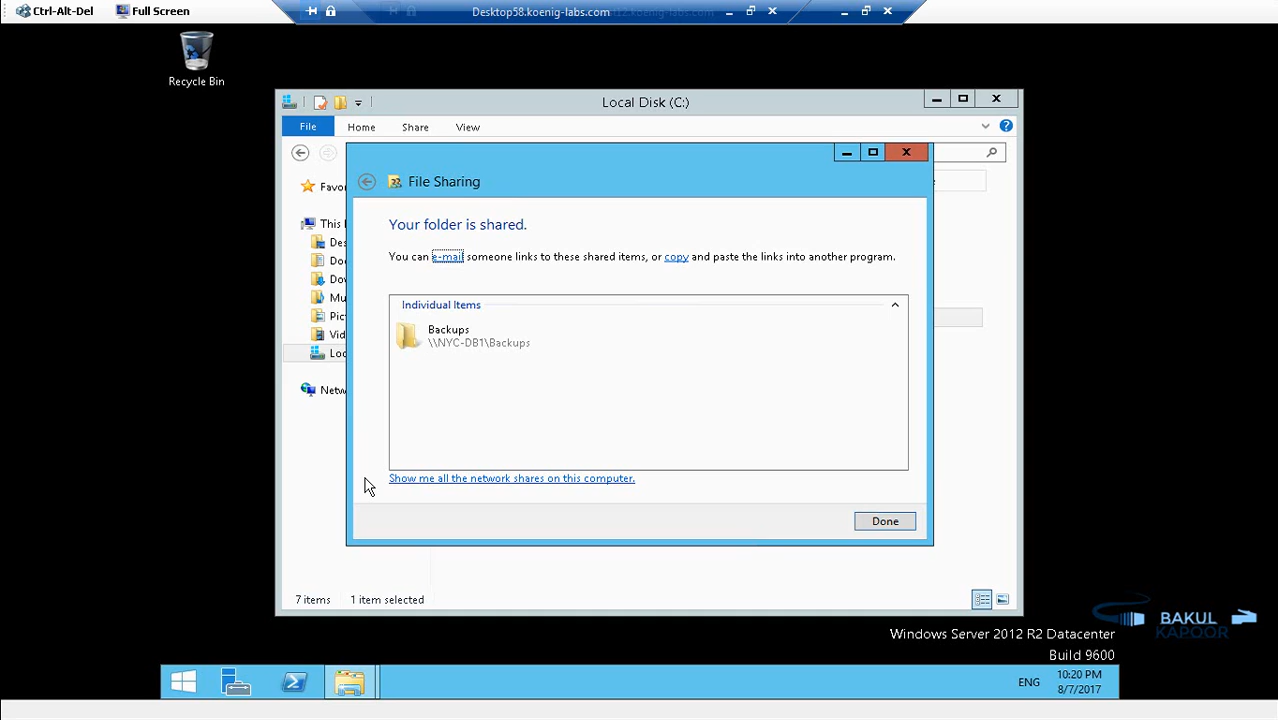 Ctrl-Alt-Del
Full Screen
Desktop58.koenig-labs.com
Recycle Bin
Local Disk (C:)
File
Home
Share
View
Favo
This
Des
Doc
Dov
Mu
Pict
Vid
Loc
Netw
File Sharing
Your folder is shared.
You can e-mail someone links to these shared items, or copy and paste the links into another program.
Individual Items
Backups
\\NYC-DB1\Backups
Show me all the network shares on this computer.
Done
7 items
1 item selected
BAKUL
KAPOOR
Windows Server 2012 R2 Datacenter
Build 9600
ENG
10:20 PM
8/7/2017